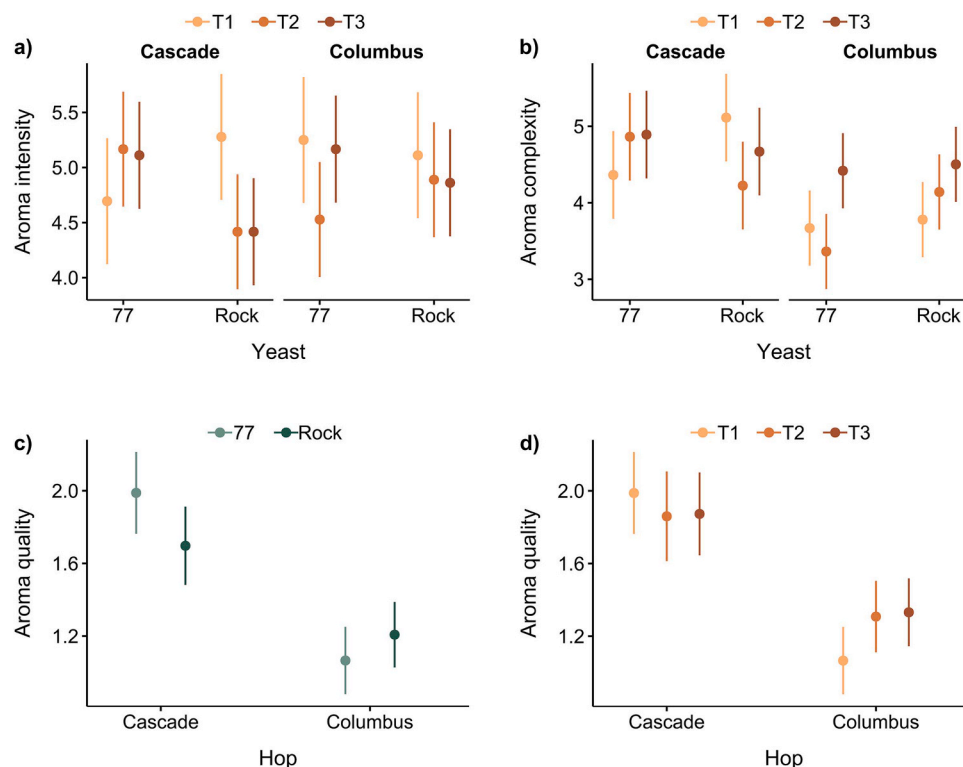 T1 T2 T3
a) Cascade Columbus
Aroma intensity
5.5
5.0
4.5
4.0
77 Rock 77 Rock
Yeast
T1 T2 T3
b) Cascade Columbus
Aroma complexity
5
4
3
77 Rock 77 Rock
Yeast
c) 77 Rock
Aroma quality
2.0
1.6
1.2
Cascade Columbus
Hop
d) T1 T2 T3
Aroma quality
2.0
1.6
1.2
Cascade Columbus
Hop